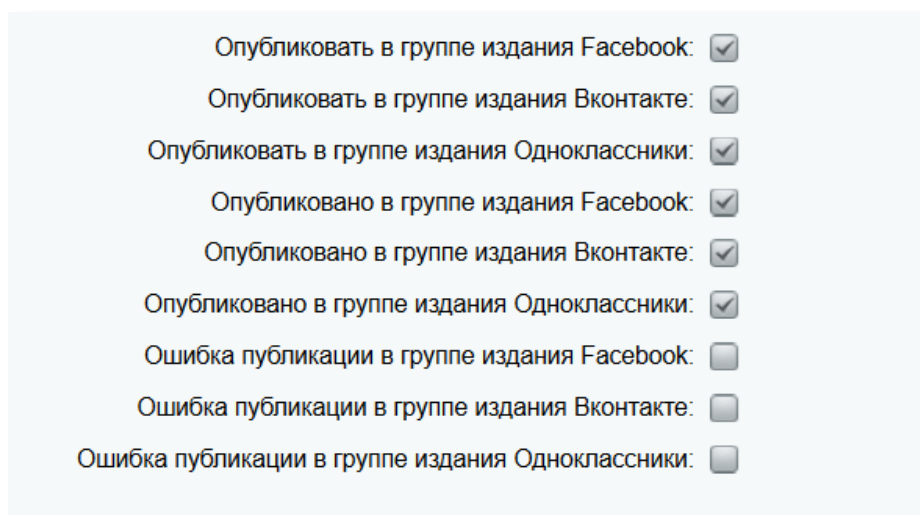 Опубликовать в группе издания Facebook:
Опубликовать в группе издания Вконтакте:
Опубликовать в группе издания Одноклассники:
Опубликовано в группе издания Facebook:
Опубликовано в группе издания Вконтакте:
Опубликовано в группе издания Одноклассники:
Ошибка публикации в группе издания Facebook:
Ошибка публикации в группе издания Вконтакте:
Ошибка публикации в группе издания Одноклассники: